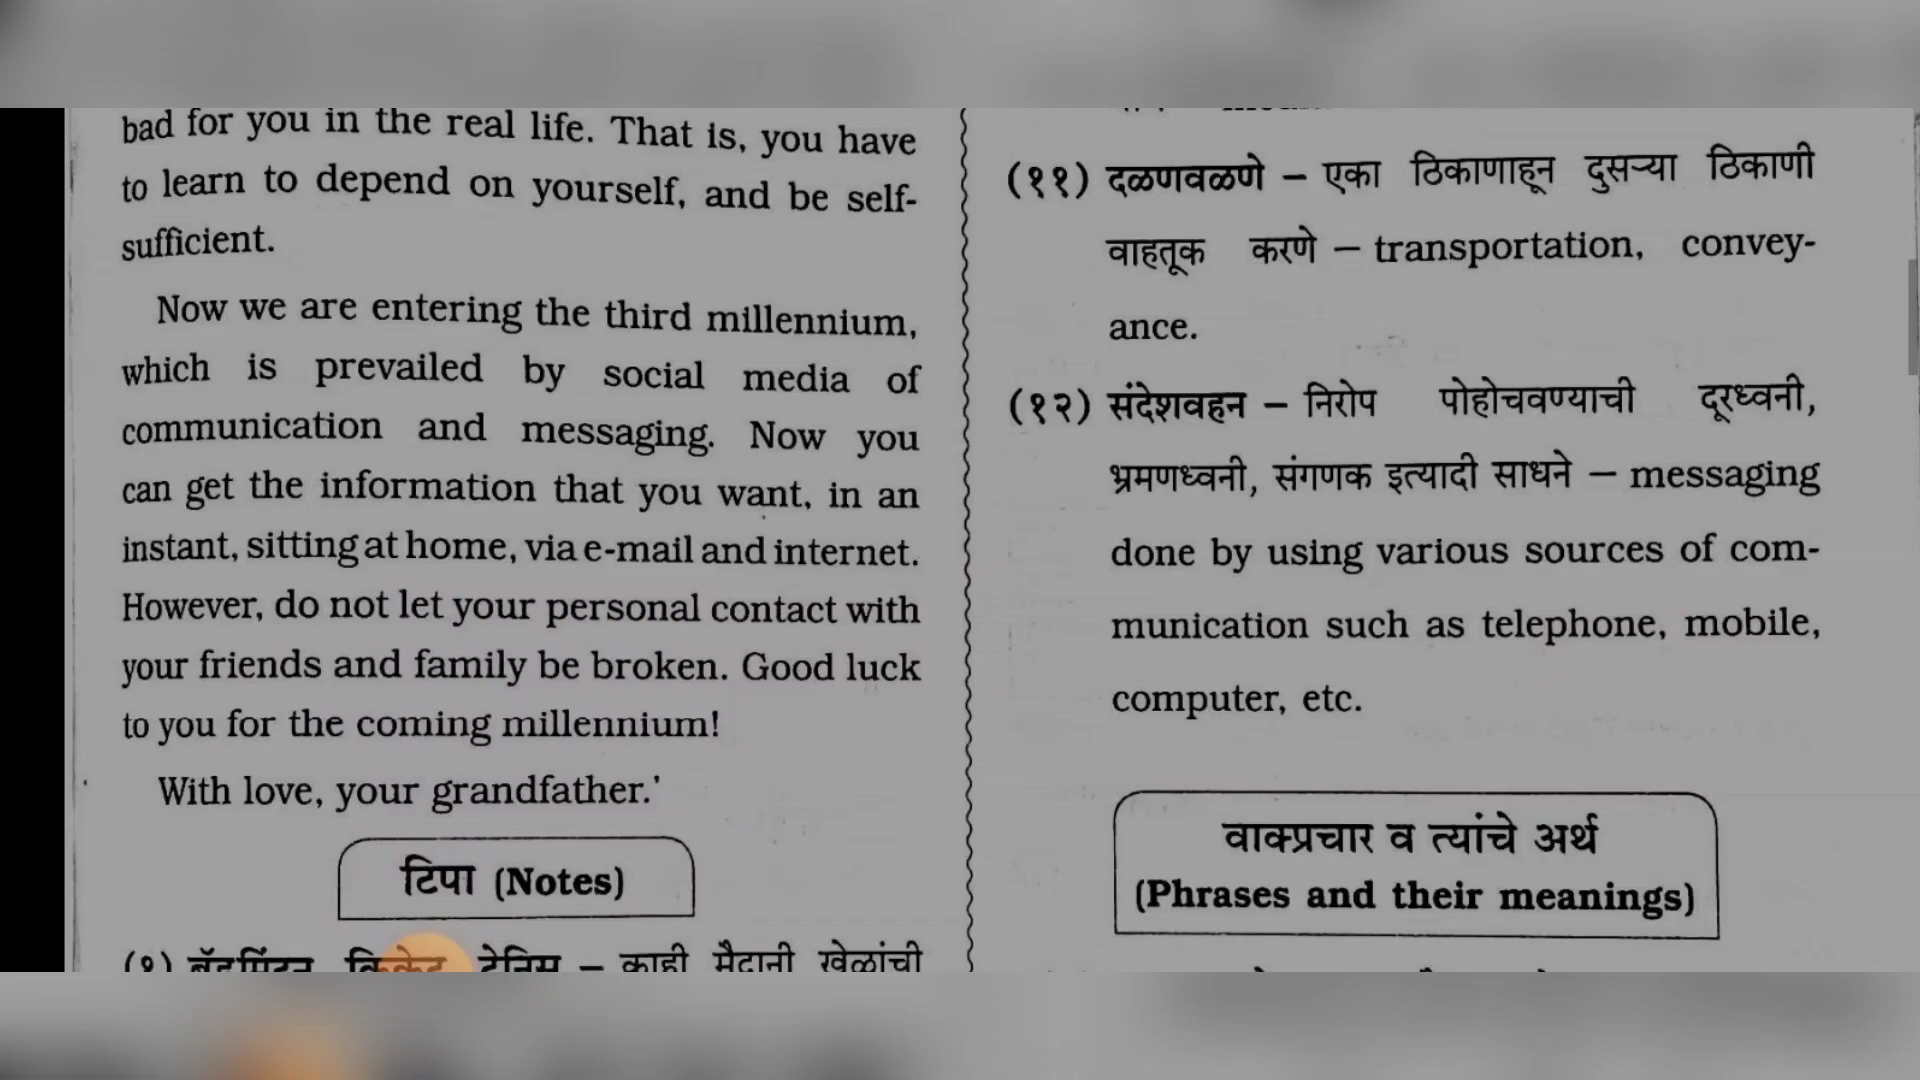 bad for you in the real life. That is, you have
to learn to depend on yourself, and be self-
sufficient.
Now we are entering the third millennium,
which is prevailed by social media of
communication and messaging. Now you
can get the information that you want, in an
instant, sitting at home, via e-mail and internet.
However, do not let your personal contact with
your friends and family be broken. Good luck
to you for the coming millennium!
With love, your grandfather.'
टिपा (Notes)
(१) बॅडमिंटन, क्रिकेट, टेनिस – काही मैदानी खेळांची
(११) दळणवळणे – एका ठिकाणाहून दुसऱ्या ठिकाणी
वाहतूक करणे – transportation, convey-
ance.
(१२) संदेशवहन – निरोप पोहोचवण्याची दूरध्वनी,
भ्रमणध्वनी, संगणक इत्यादी साधने – messaging
done by using various sources of com-
munication such as telephone, mobile,
computer, etc.
वाक्प्रचार व त्यांचे अर्थ
(Phrases and their meanings)